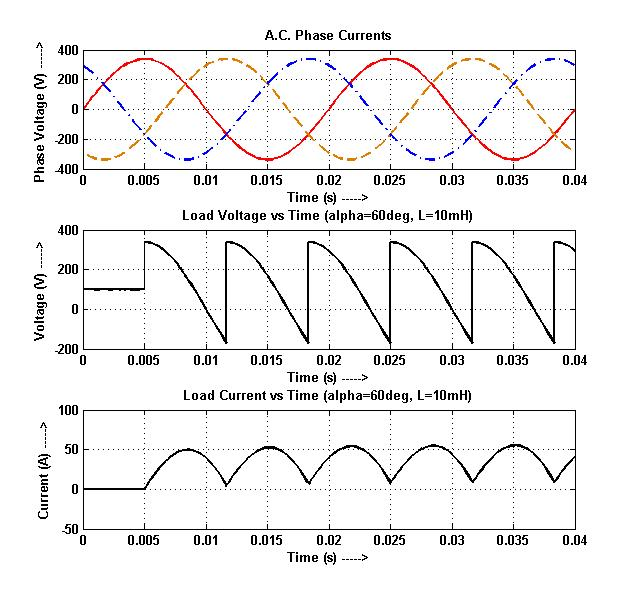 A.C. Phase Currents
Phase Voltage (V) ---->
400
200
0
-200
-400
0 0.005 0.01 0.015 0.02 0.025 0.03 0.035 0.04
Time (s) ----->
Load Voltage vs Time (alpha=60deg, L=10mH)
Voltage (V) ---->
400
200
0
-200
0 0.005 0.01 0.015 0.02 0.025 0.03 0.035 0.04
Time (s) ----->
Load Current vs Time (alpha=60deg, L=10mH)
Current (A) ---->
100
50
0
-50
0 0.005 0.01 0.015 0.02 0.025 0.03 0.035 0.04
Time (s) ----->